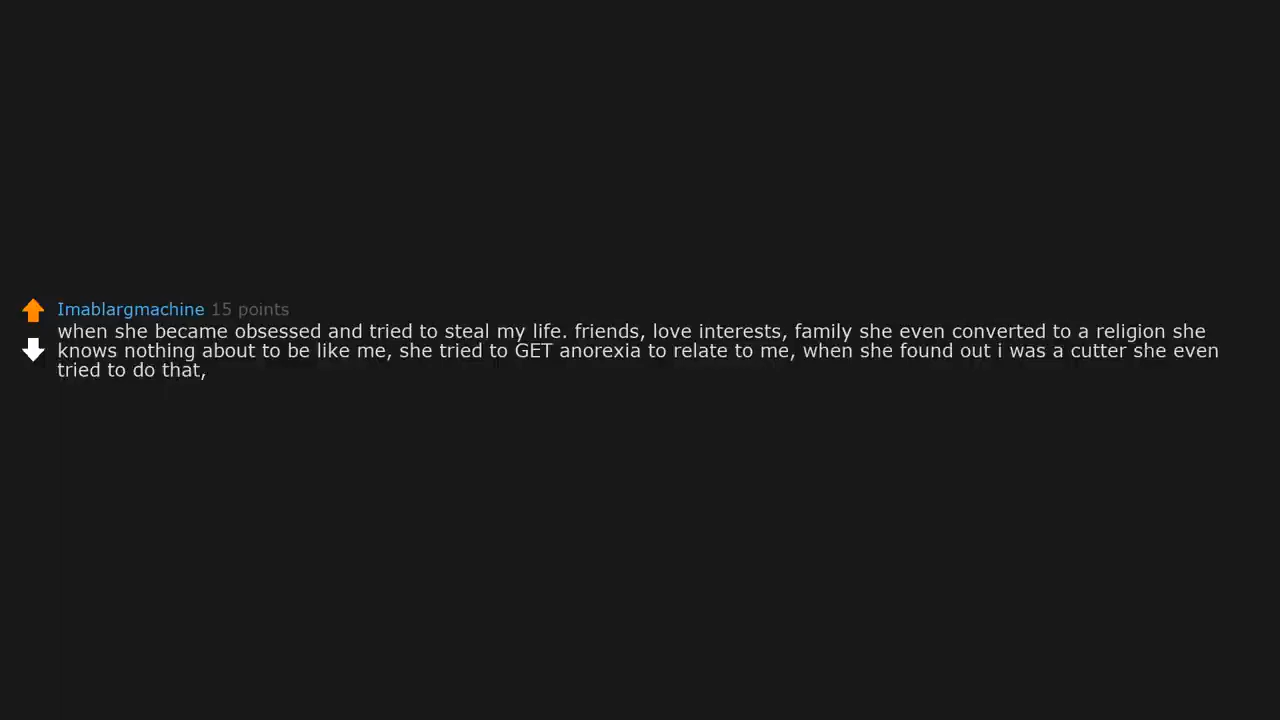 Imablargmachine 15 points
when she became obsessed and tried to steal my life. friends, love interests, family she even converted to a religion she
knows nothing about to be like me, she tried to GET anorexia to relate to me, when she found out i was a cutter she even
tried to do that,